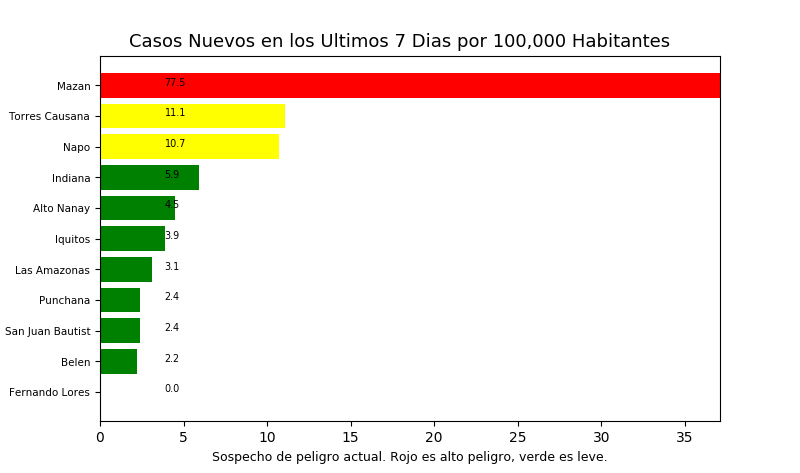 Casos Nuevos en los Ultimos 7 Dias por 100,000 Habitantes
Mazan 77.5
Torres Causana 11.1
Napo 10.7
Indiana 5.9
Alto Nanay 4.5
Iquitos 3.9
Las Amazonas 3.1
Punchana 2.4
San Juan Bautist 2.4
Belen 2.2
Fernando Lores 0.0
0 5 10 15 20 25 30 35
Sospecho de peligro actual. Rojo es alto peligro, verde es leve.